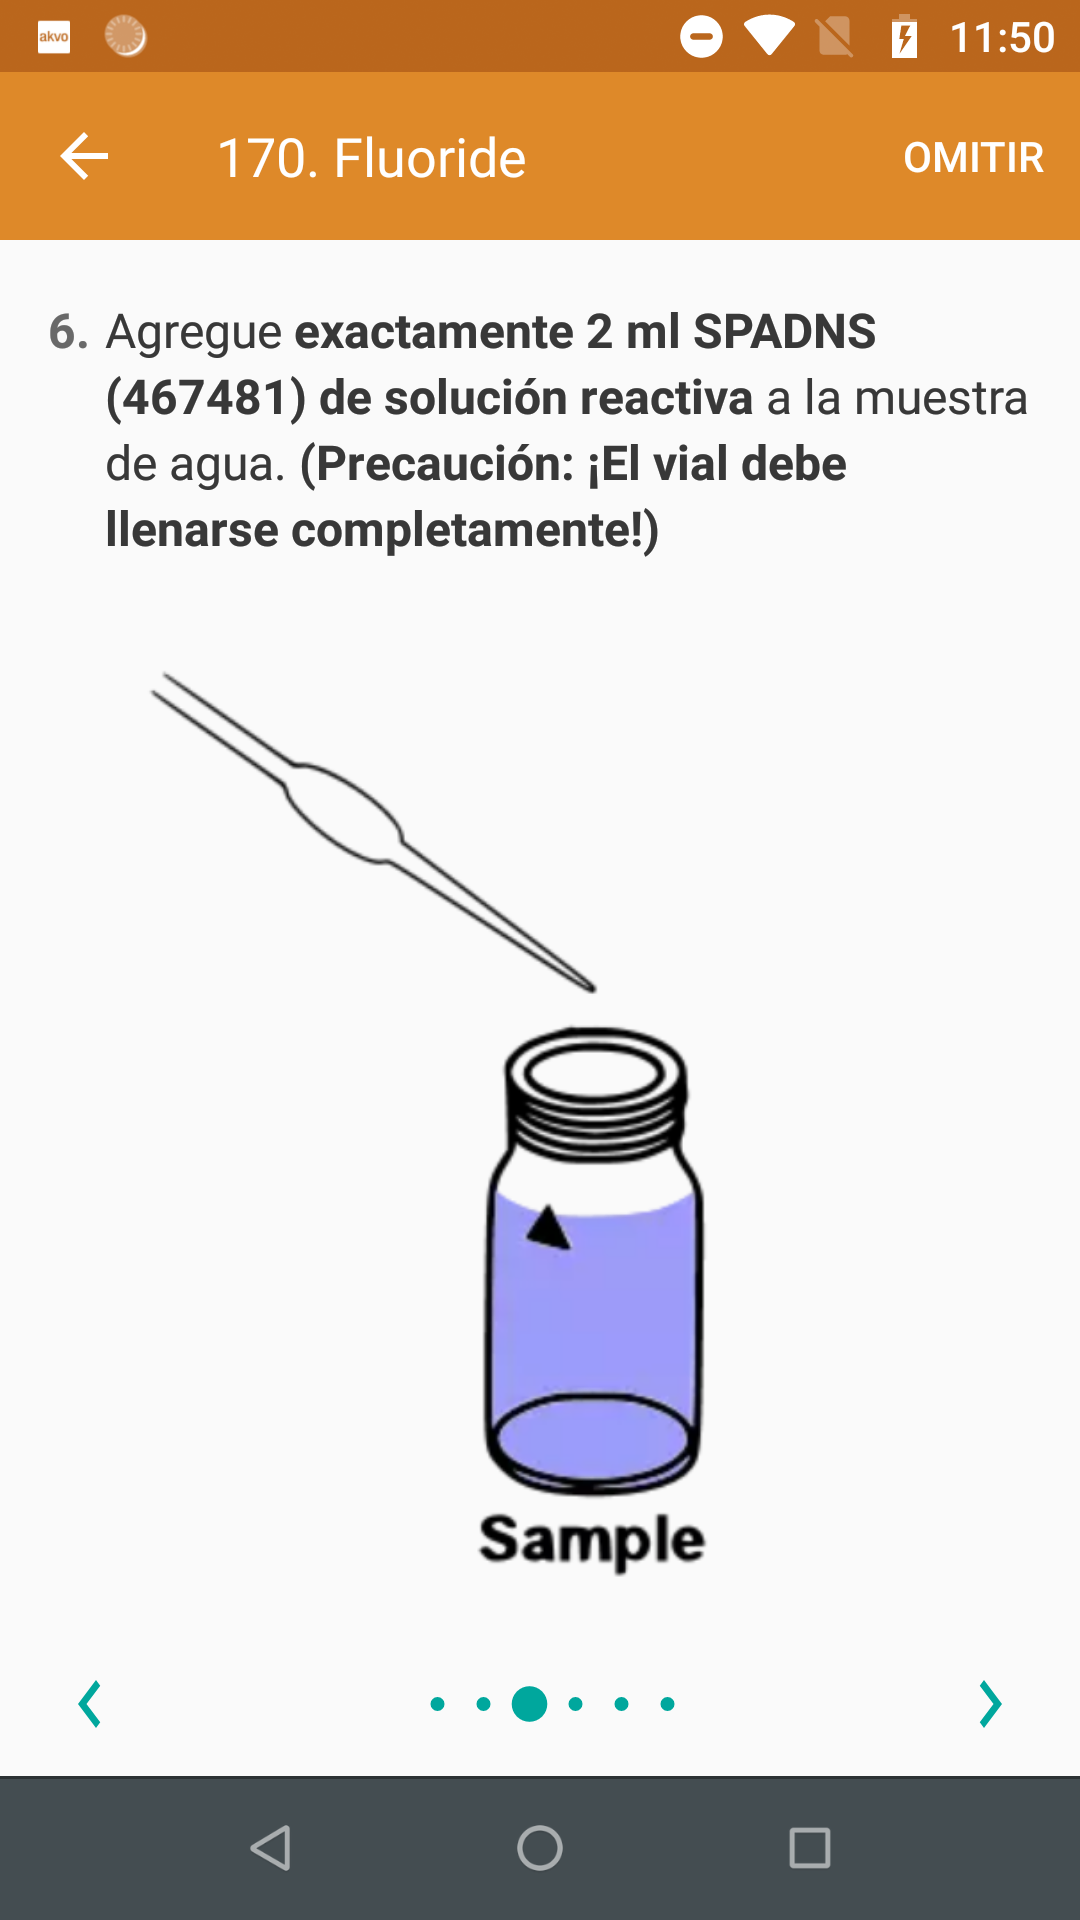 akvo
11:50
170. Fluoride
OMITIR
6. Agregue exactamente 2 ml SPADNS
(467481) de solución reactiva a la muestra
de agua. (Precaución: ¡El vial debe
llenarse completamente!)
Sample